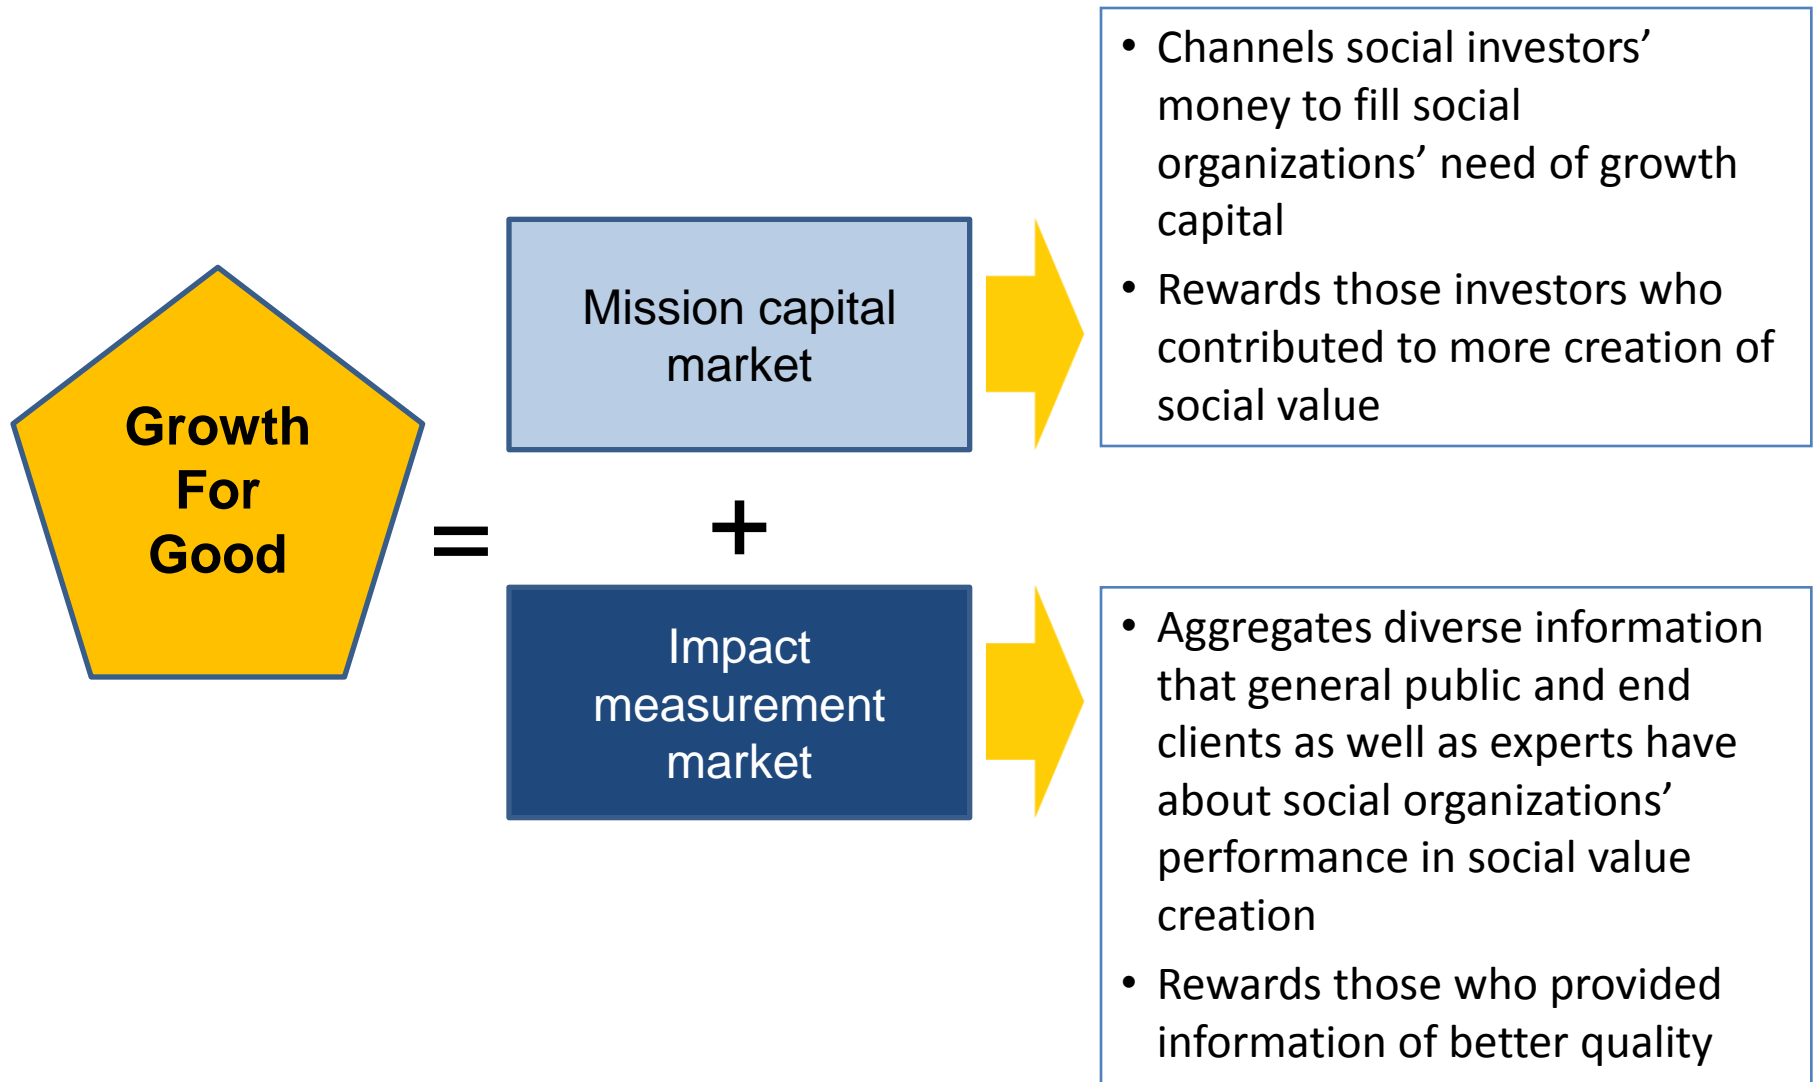 Growth
For
Good
=
Mission capital
market
+
Impact
measurement
market
• Channels social investors’
money to fill social
organizations’ need of growth
capital
• Rewards those investors who
contributed to more creation of
social value
• Aggregates diverse information
that general public and end
clients as well as experts have
about social organizations’
performance in social value
creation
• Rewards those who provided
information of better quality